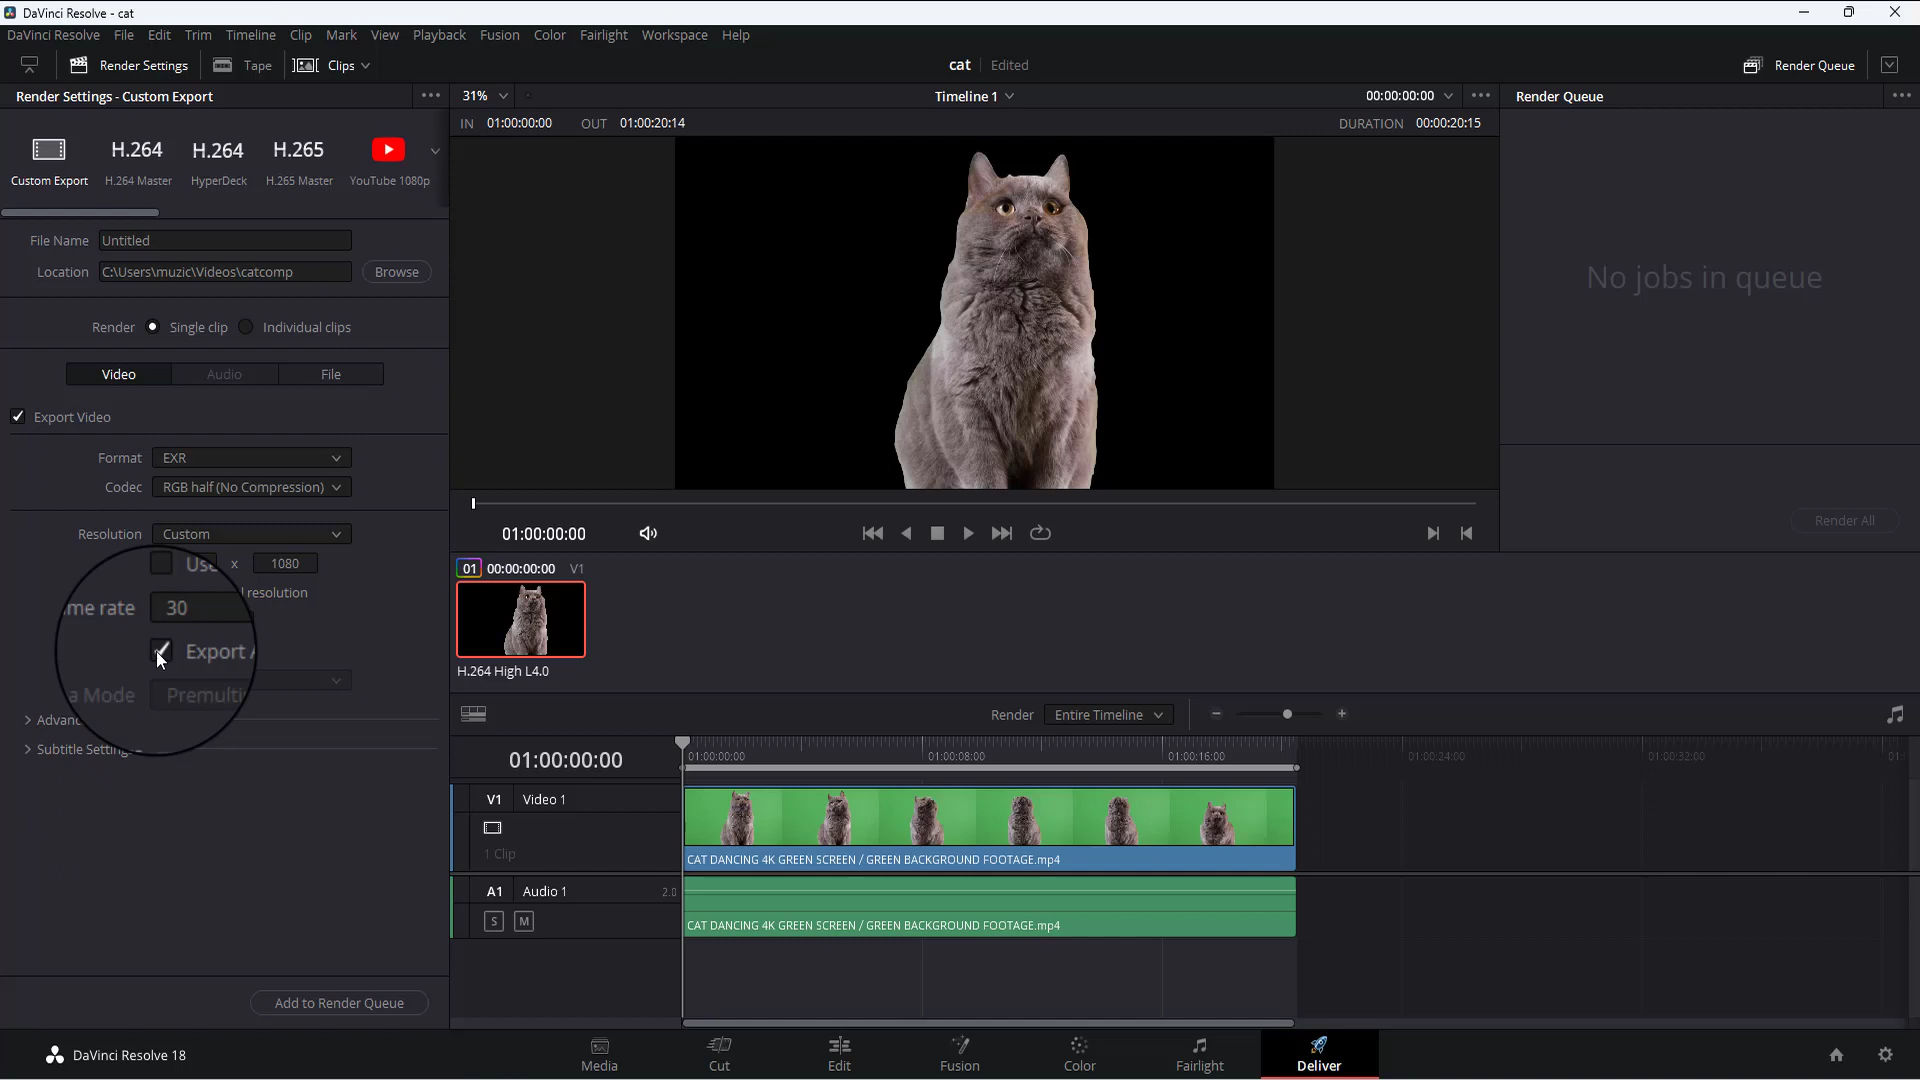 DaVinci Resolve - cat
DaVinci Resolve File Edit Trim Timeline Clip Mark View Playback Fusion Color Fairlight Workspace Help
Render Settings Tape Clips cat Edited Render Queue
Render Settings - Custom Export 31% Timeline 1 00:00:00:00 Render Queue
IN 01:00:00:00 OUT 01:00:20:14 DURATION 00:00:20:15
H.264 H.264 H.265
Custom Export H.264 Master HyperDeck H.265 Master YouTube 1080p
File Name Untitled
Location C:\Users\muzic\Videos\catcomp Browse
No jobs in queue
Render Single clip Individual clips
Video Audio File
Export Video
Format EXR
Codec RGB half (No Compression)
Render All
Resolution Custom
01:00:00:00
Use x 1080
01 00:00:00:00 V1
l resolution
me rate 30
Export A
H.264 High L4.0
a Mode Premulti
Advanc
Render Entire Timeline
Subtitle Setting
01:00:00:00 01:00:00:00 01:00:08:00 01:00:16:00 01:00:24:00 01:00:32:00 01:
V1 Video 1
1 Clip
CAT DANCING 4K GREEN SCREEN / GREEN BACKGROUND FOOTAGE.mp4
A1 Audio 1 2.0
S M
CAT DANCING 4K GREEN SCREEN / GREEN BACKGROUND FOOTAGE.mp4
Add to Render Queue
DaVinci Resolve 18
Media Cut Edit Fusion Color Fairlight Deliver